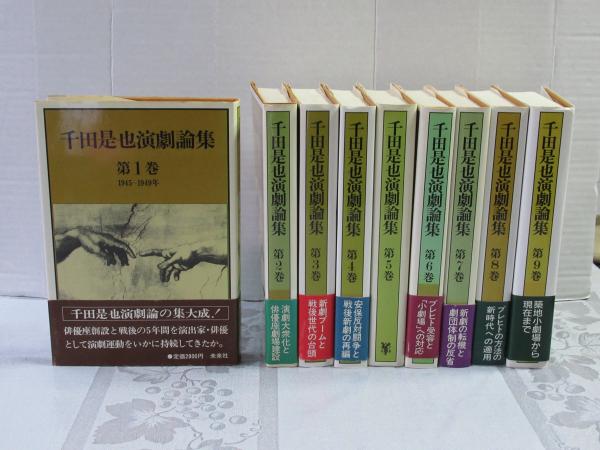 千田是也演劇論集
第1巻
1945〜1949年
千田是也演劇論の集大成!
俳優座創設と戦後の5年間を演出家・俳優
として演劇運動をいかに持続してきたか。
●定価2900円 未来社
千田是也演劇論集
第2巻
演劇大衆化と
俳優座劇場建設
千田是也演劇論集
第3巻
新劇ブームと
戦後世代の台頭
千田是也演劇論集
第4巻
安保反対闘争と
戦後新劇の再編
千田是也演劇論集
第5巻
千田是也演劇論集
第6巻
ブレヒト受容と
「小劇場」への対応
千田是也演劇論集
第7巻
新劇の転機と
劇団体制の反省
千田是也演劇論集
第8巻
ブレヒトの方法の
新時代への適用
千田是也演劇論集
第9巻
築地小劇場から
現在まで